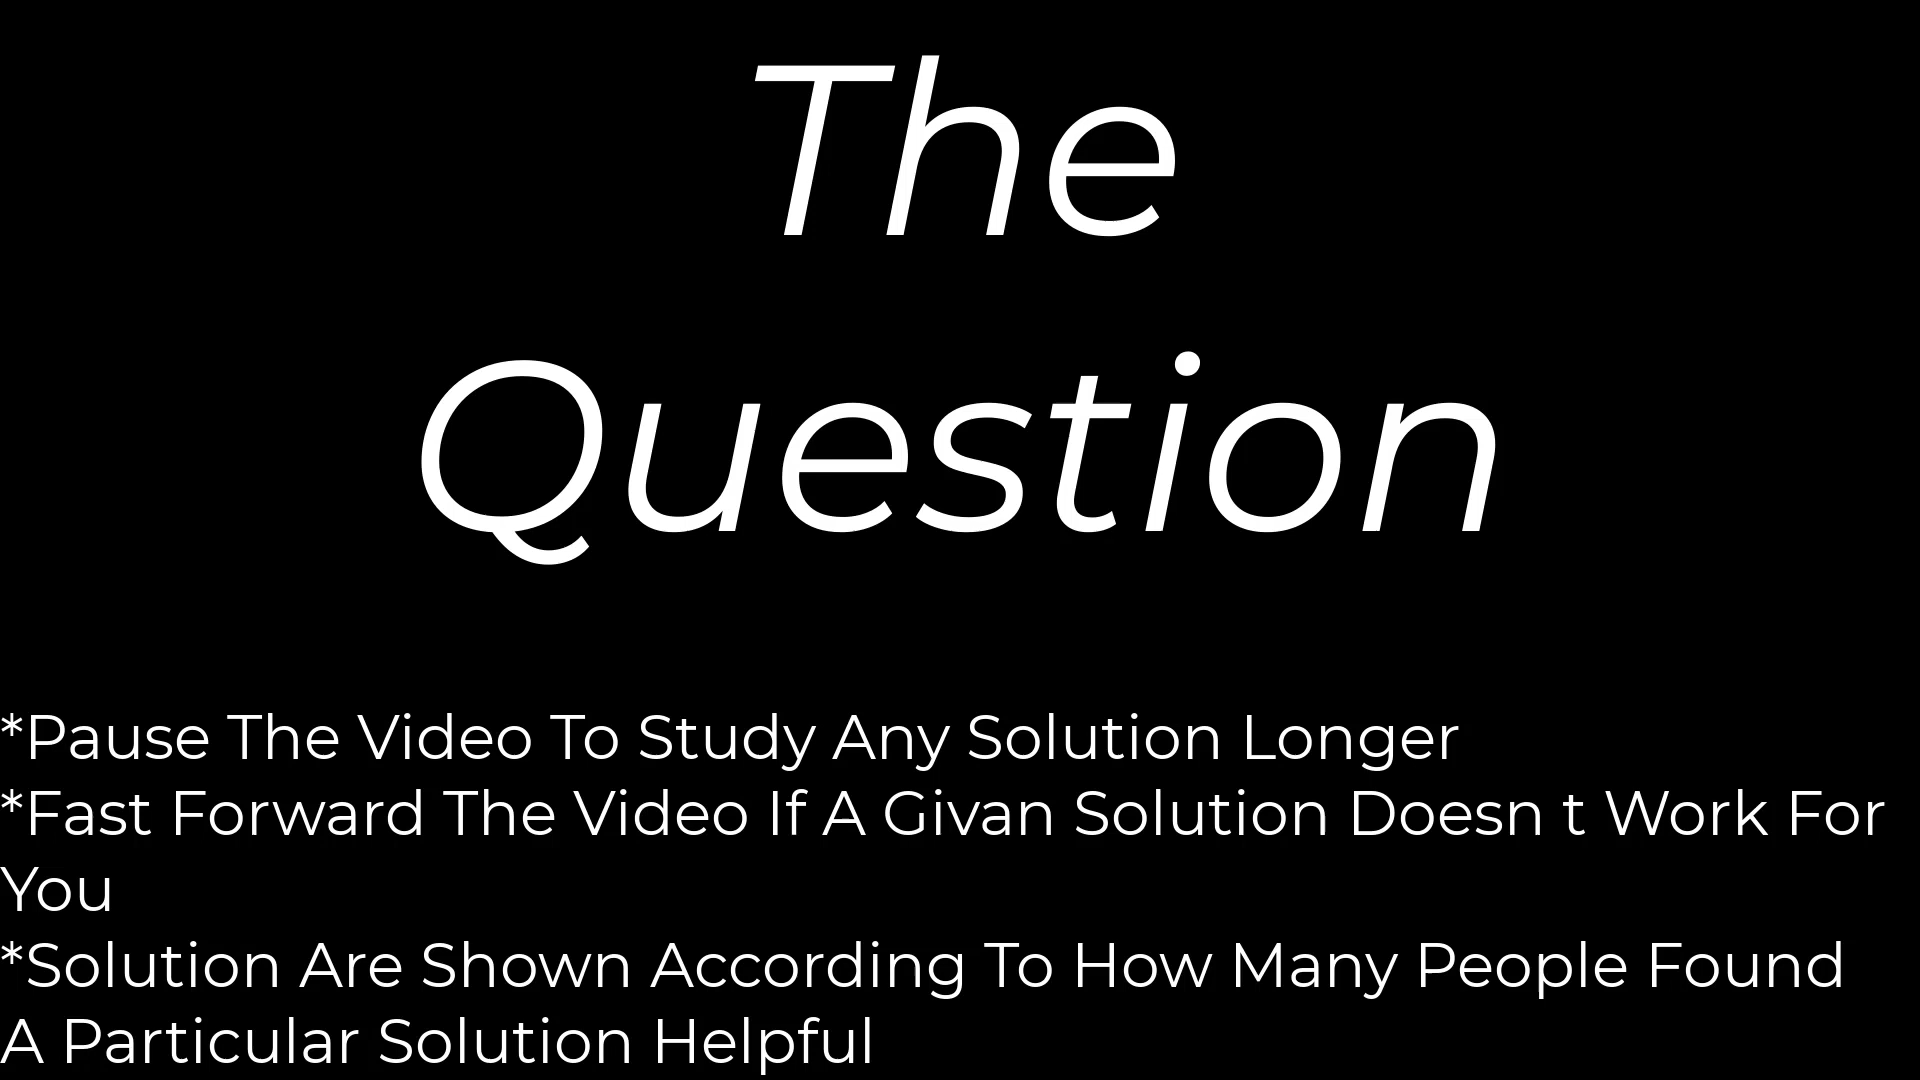 The
Question
*Pause The Video To Study Any Solution Longer
*Fast Forward The Video If A Givan Solution Doesn t Work For
You
*Solution Are Shown According To How Many People Found
A Particular Solution Helpful